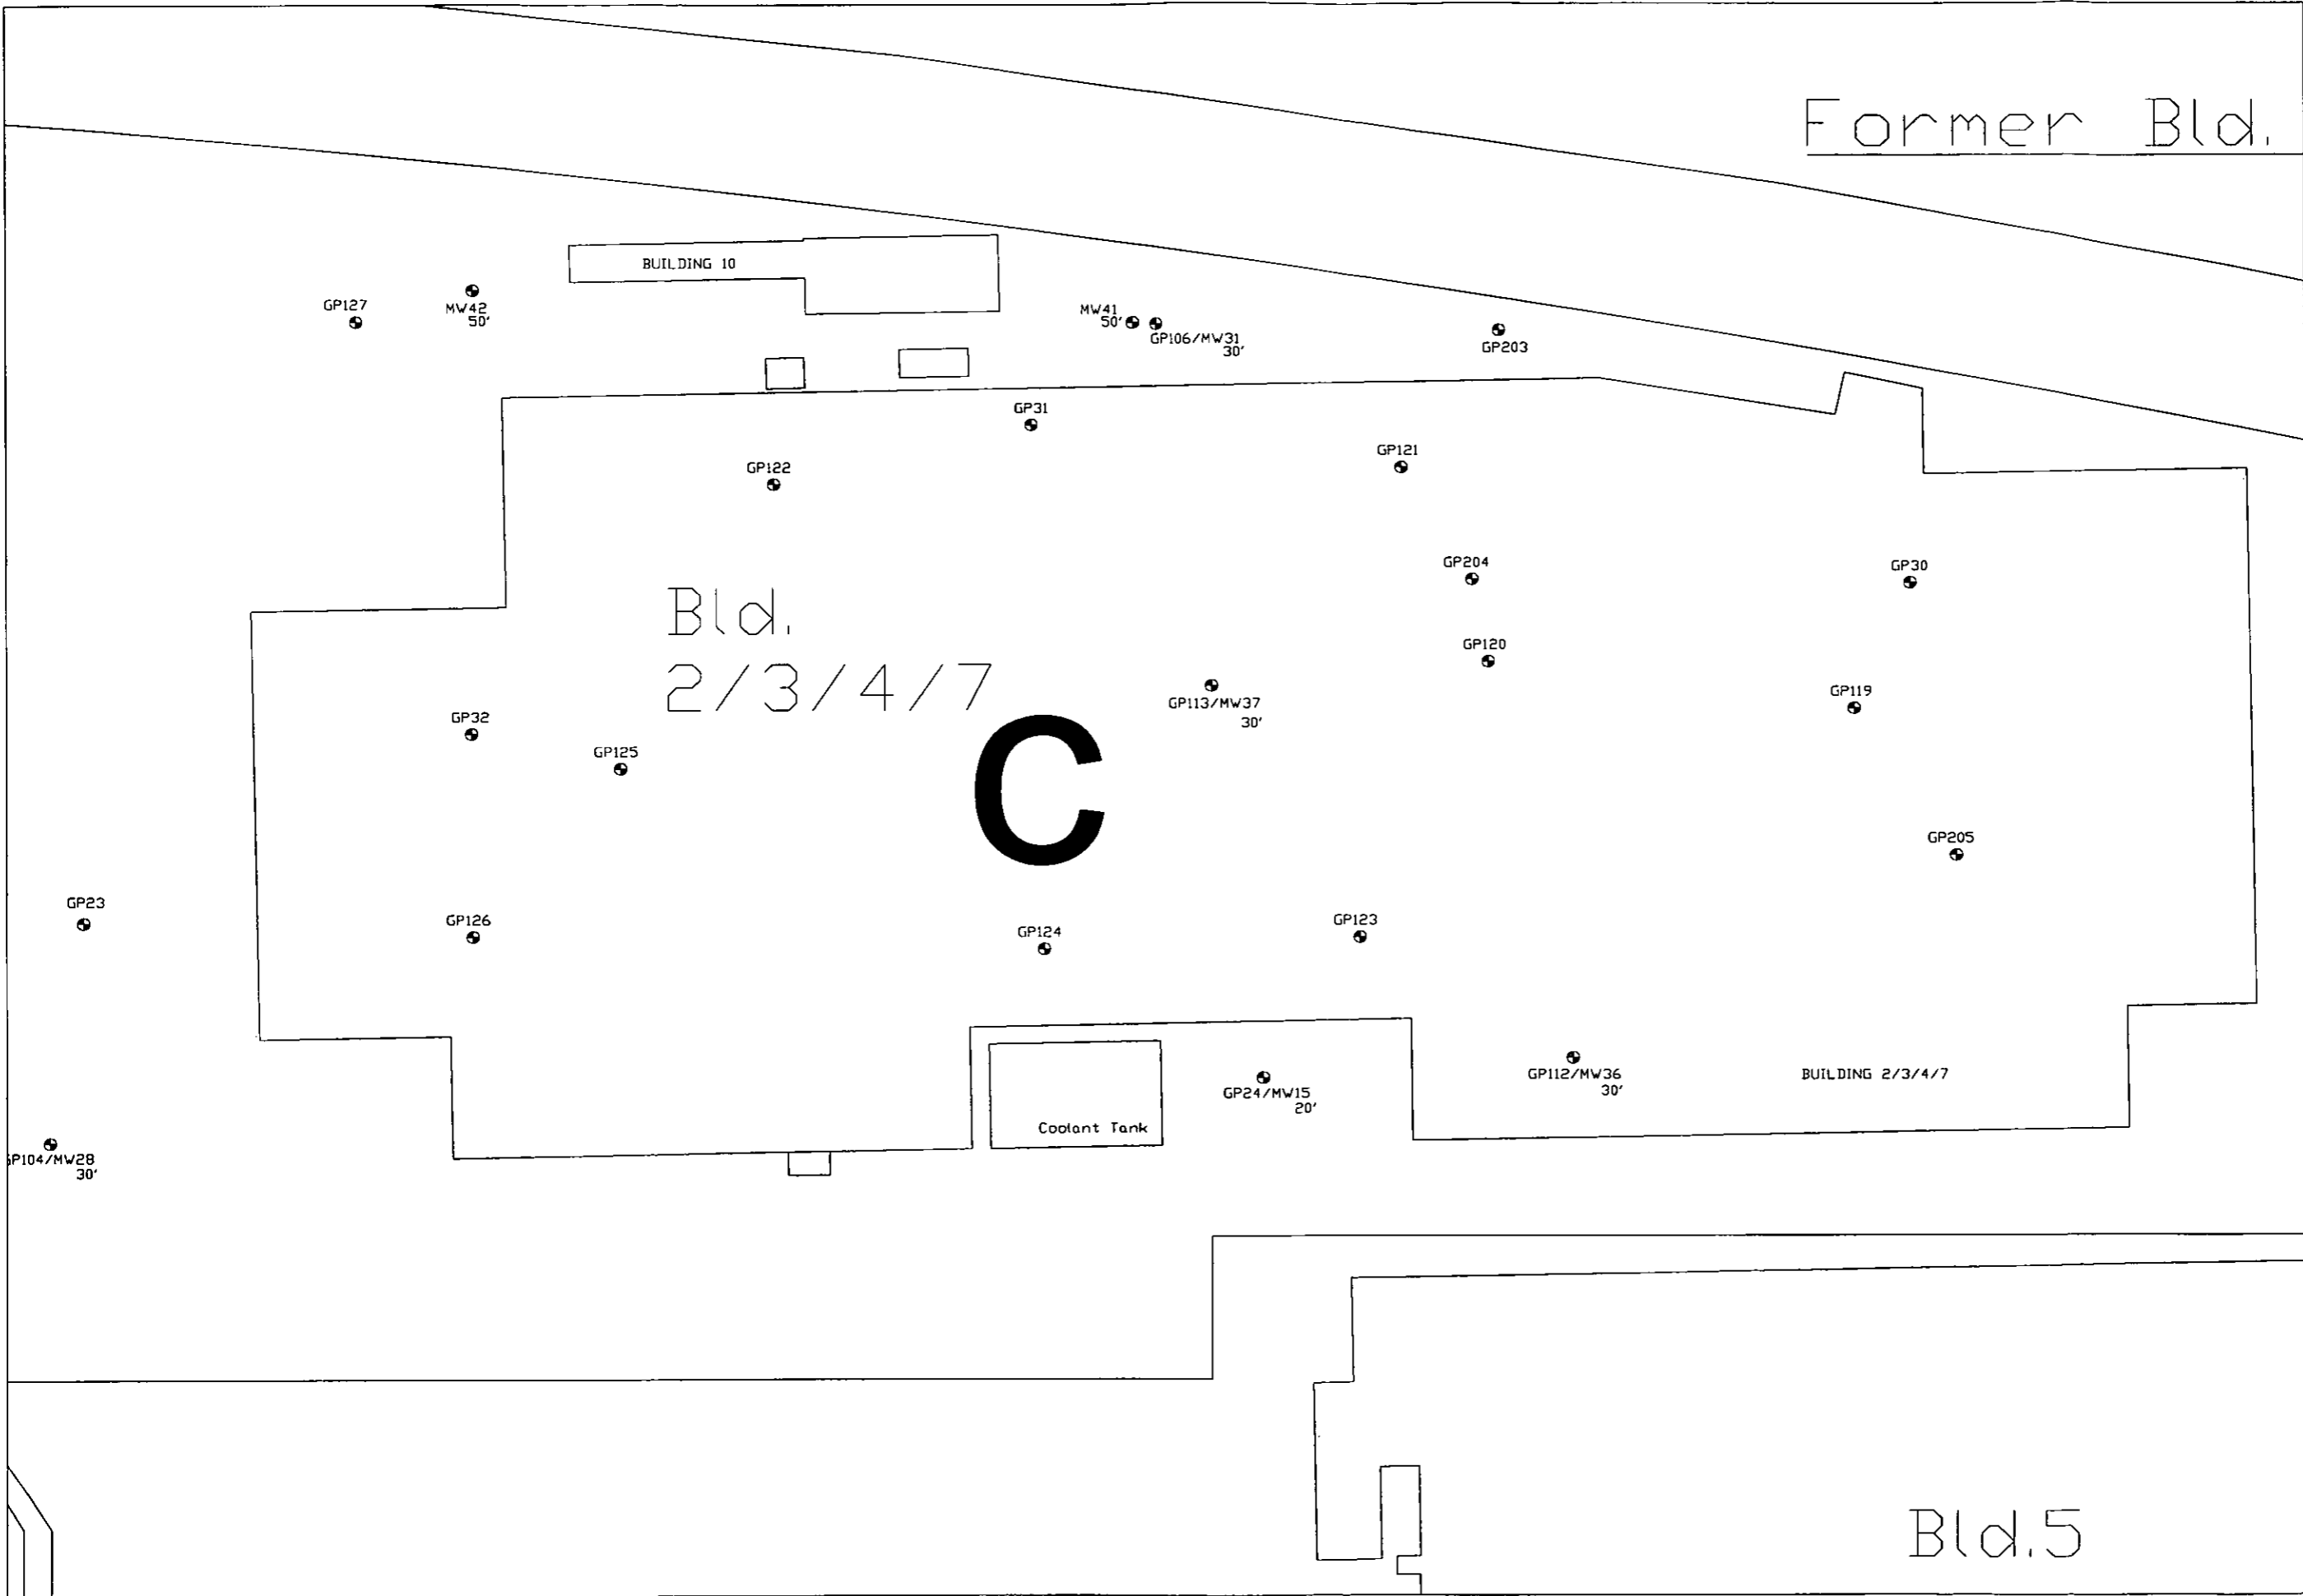 Former Bld.
BUILDING 10
GP127
MW42
50'
MW41
50'
GP106/MW31
30'
GP203
GP31
GP122
GP121
GP204
GP30
Bld.
2/3/4/7
GP120
GP119
GP113/MW37
30'
GP32
GP125
C
GP205
GP23
GP126
GP124
GP123
GP112/MW36
30'
BUILDING 2/3/4/7
GP24/MW15
20'
Coolant Tank
GP104/MW28
30'
Bld.5